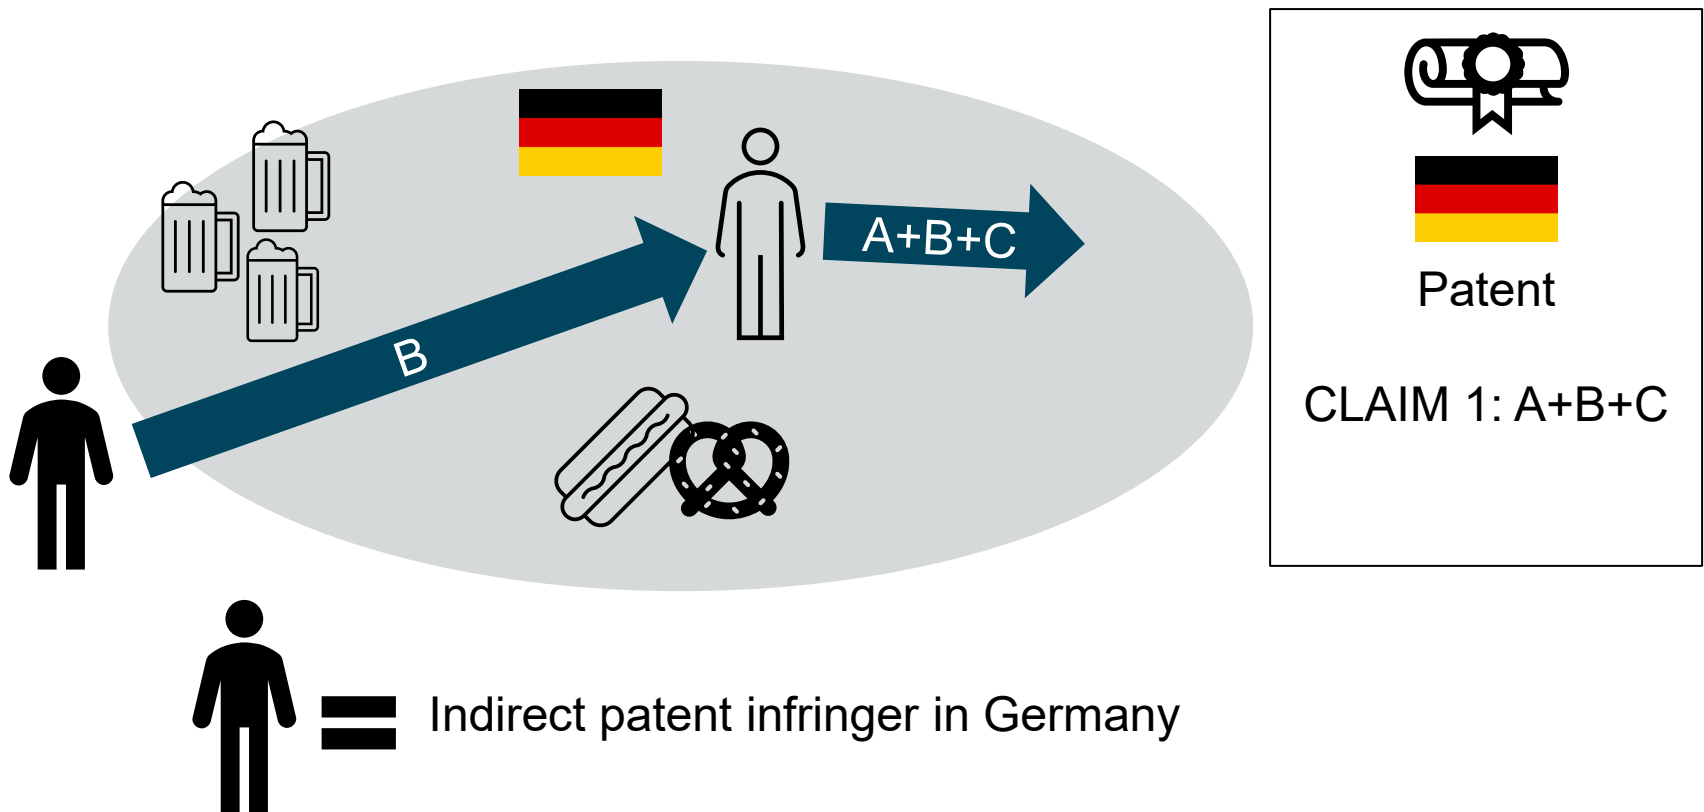 B
A+B+C
Patent
CLAIM 1: A+B+C
Indirect patent infringer in Germany